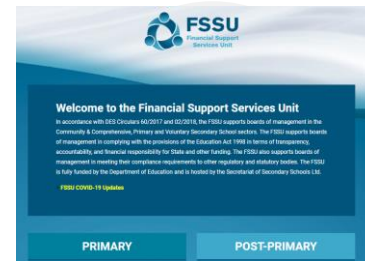 FSSU
Financial Support
Services Unit
Welcome to the Financial Support Services Unit
In accordance with DES Circulars 60/2017 and 02/2018, the FSSU supports boards of management in the
Community & Comprehensive, Primary and Voluntary Secondary School sectors. The FSSU supports boards
of management in complying with the provisions of the Education Act 1998 in terms of transparency,
accountability, and financial responsibility for State and other funding. The FSSU also supports boards of
management in meeting their compliance requirements to other regulatory and statutory bodies. The FSSU
is fully funded by the Department of Education and is hosted by the Secretariat of Secondary Schools Ltd.
FSSU COVID-19 Updates
PRIMARY
POST-PRIMARY